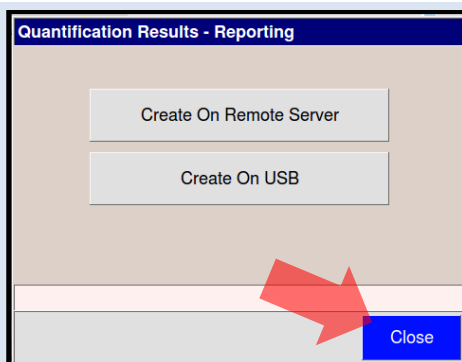 Quantification Results - Reporting
Create On Remote Server
Create On USB
Close